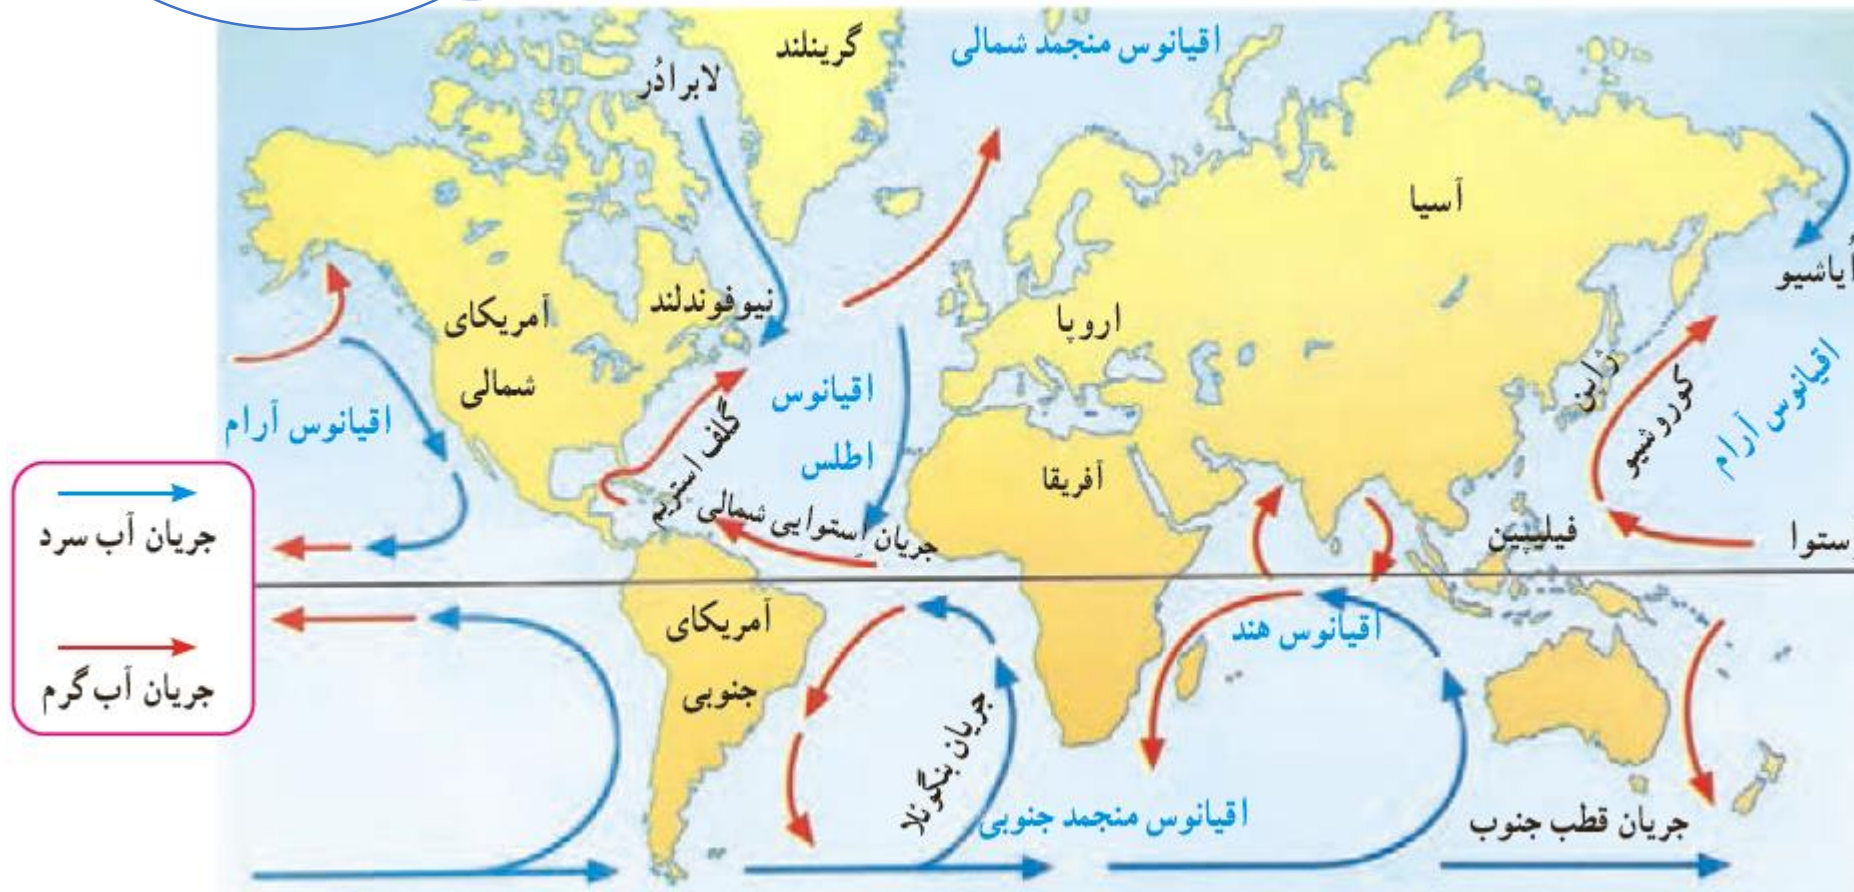 گرینلند
اقیانوس منجمد شمالی
لابرادُر
آسیا
آمریکای
شمالی
نیوفوندلند
اروپا
اقیانوس آرام
اقیانوس
اطلس
گلف استریم
جریان اِستوایی شمالی
آفریقا
ژاپن
کوروشیو
اقیانوس آرام
اُیاشیو
فیلیپین
ستوا
آمریکای
جنوبی
اقیانوس هند
جریان بنگوئلا
اقیانوس منجمد جنوبی
جریان قطب جنوب
جریان آب سرد
جریان آب گرم